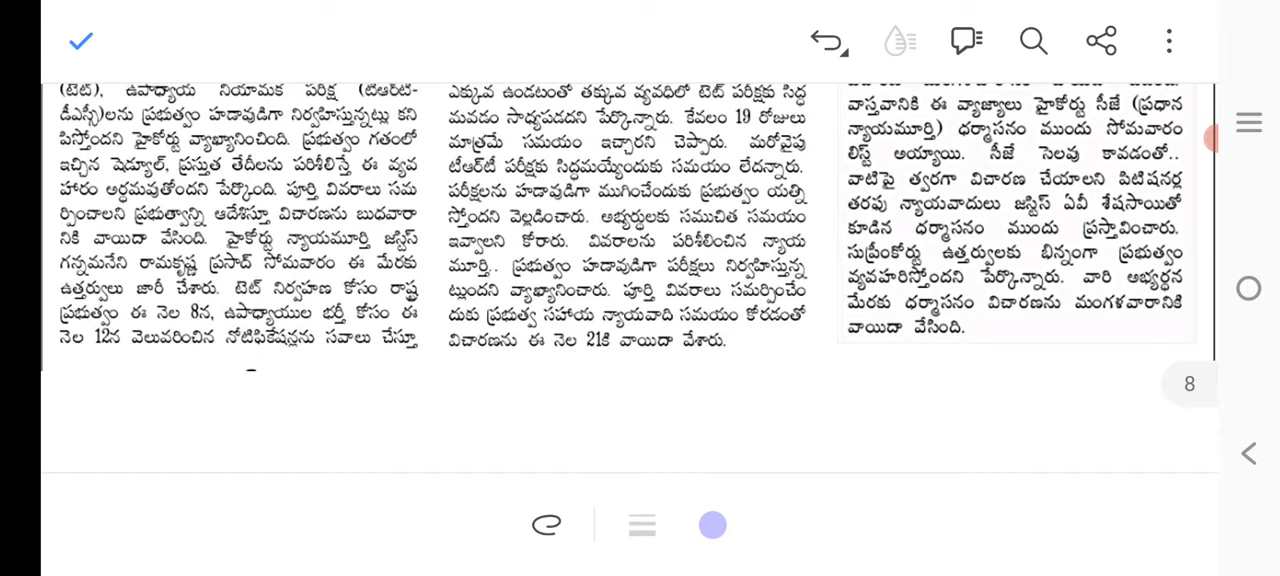 (టెట్), ఉపాధ్యాయ నియామక పరీక్ష (టీఆర్‌టి-
డీఎస్సీ)లను ప్రభుత్వం హడావుడిగా నిర్వహిస్తున్నట్లు కని
పిస్తోందని హైకోర్టు వ్యాఖ్యానించింది. ప్రభుత్వం గతంలో
ఇచ్చిన షెడ్యూల్, ప్రస్తుత తేదీలను పరిశీలిస్తే ఈ వ్యవ
హారం అర్థమవుతోందని పేర్కొంది. పూర్తి వివరాలు సమ
ర్పించాలని ప్రభుత్వాన్ని ఆదేశిస్తూ విచారణను బుధవారా
నికి వాయిదా వేసింది. హైకోర్టు న్యాయమూర్తి జస్టిస్
గన్నమనేని రామకృష్ణ ప్రసాద్ సోమవారం ఈ మేరకు
ఉత్తర్వులు జారీ చేశారు. టెట్ నిర్వహణ కోసం రాష్ట్ర
ప్రభుత్వం ఈ నెల 8న, ఉపాధ్యాయుల భర్తీ కోసం ఈ
నెల 12న వెలువరించిన నోటిఫికేషన్లను సవాలు చేస్తూ
ఎక్కువ ఉండటంతో తక్కువ వ్యవధిలో టెట్ పరీక్షకు సిద్ధ
మవడం సాధ్యపడదని పేర్కొన్నారు. కేవలం 19 రోజులు
మాత్రమే సమయం ఇచ్చారని చెప్పారు. మరోవైపు
టీఆర్‌టీ పరీక్షకు సిద్ధమయ్యేందుకు సమయం లేదన్నారు.
పరీక్షలను హడావుడిగా ముగించేందుకు ప్రభుత్వం యత్ని
స్తోందని వెల్లడించారు. అభ్యర్థులకు సముచిత సమయం
ఇవ్వాలని కోరారు. వివరాలను పరిశీలించిన న్యాయ
మూర్తి.. ప్రభుత్వం హడావుడిగా పరీక్షలు నిర్వహిస్తున్న
ట్లుందని వ్యాఖ్యానించారు. పూర్తి వివరాలు సమర్పించేం
దుకు ప్రభుత్వ సహాయ న్యాయవాది సమయం కోరడంతో
విచారణను ఈ నెల 21కి వాయిదా వేశారు.
వాస్తవానికి ఈ వ్యాజ్యాలు హైకోర్టు సీజే (ప్రధాన
న్యాయమూర్తి) ధర్మాసనం ముందు సోమవారం
లిస్ట్ అయ్యాయి. సీజే సెలవు కావడంతో..
వాటిపై త్వరగా విచారణ చేయాలని పిటిషనర్ల
తరఫు న్యాయవాదులు జస్టిస్ ఏవీ శేషసాయితో
కూడిన ధర్మాసనం ముందు ప్రస్తావించారు.
సుప్రీంకోర్టు ఉత్తర్వులకు భిన్నంగా ప్రభుత్వం
వ్యవహరిస్తోందని పేర్కొన్నారు. వారి అభ్యర్థన
మేరకు ధర్మాసనం విచారణను మంగళవారానికి
వాయిదా వేసింది.
8